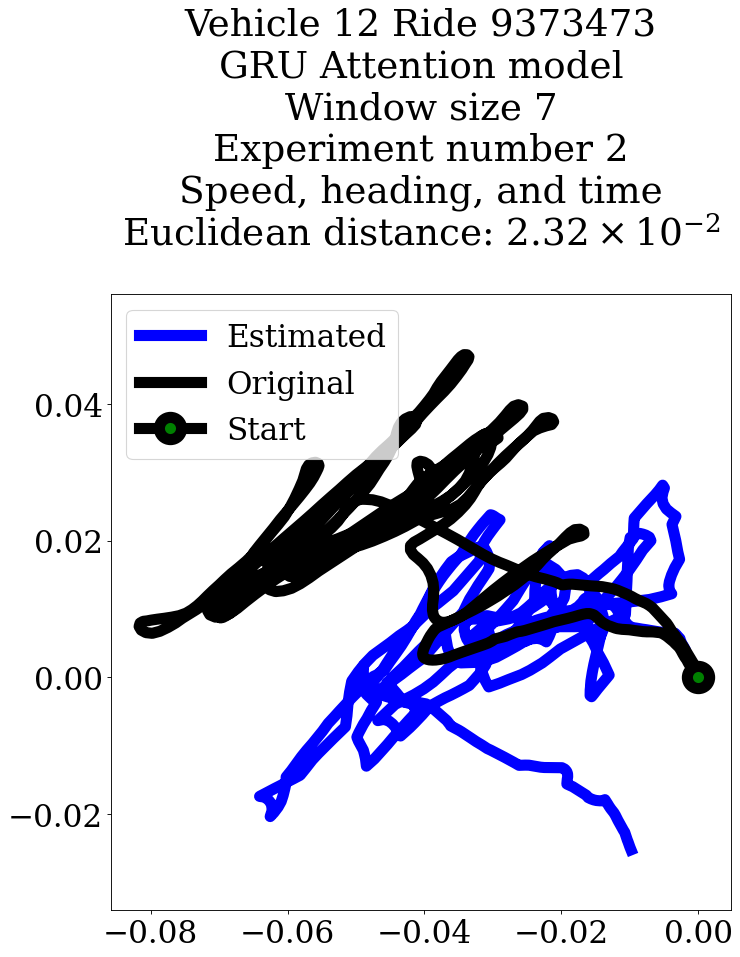 Vehicle 12 Ride 9373473
GRU Attention model
Window size 7
Experiment number 2
Speed, heading, and time
Euclidean distance: 2.32 × 10⁻²
Estimated
Original
Start
0.04
0.02
0.00
−0.02
−0.08 −0.06 −0.04 −0.02 0.00